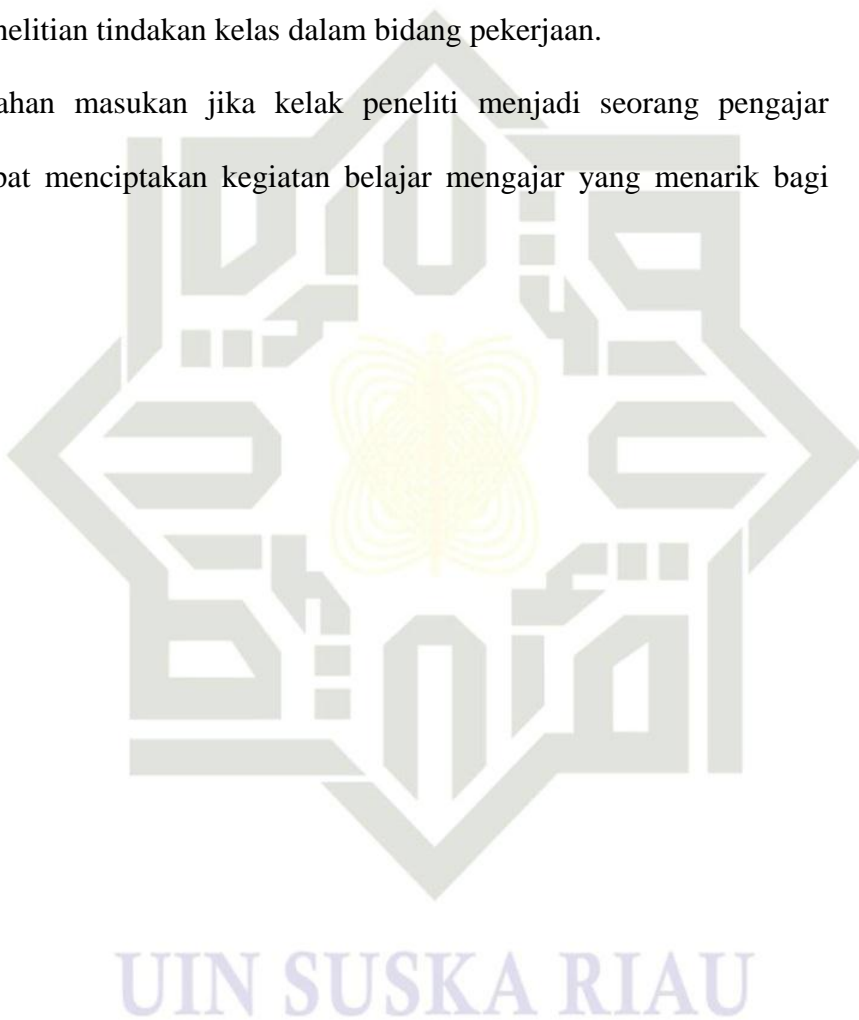 nelitian tindakan kelas dalam bidang pekerjaan.
ahan masukan jika kelak peneliti menjadi seorang pengajar
pat menciptakan kegiatan belajar mengajar yang menarik bagi
UIN SUSKA RIAU